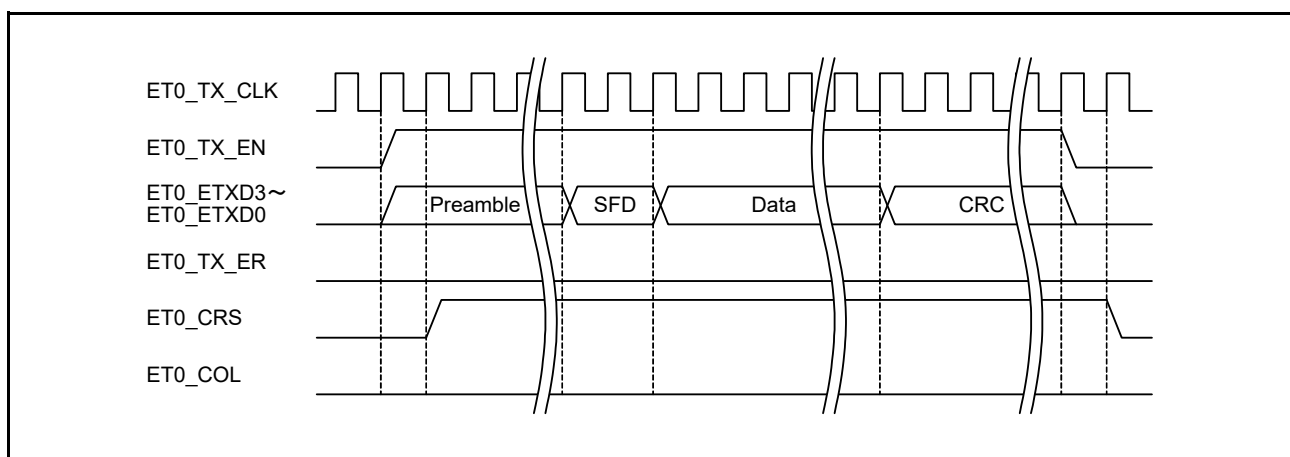 ET0_TX_CLK
ET0_TX_EN
ET0_ETXD3～
ET0_ETXD0
Preamble
SFD
Data
CRC
ET0_TX_ER
ET0_CRS
ET0_COL